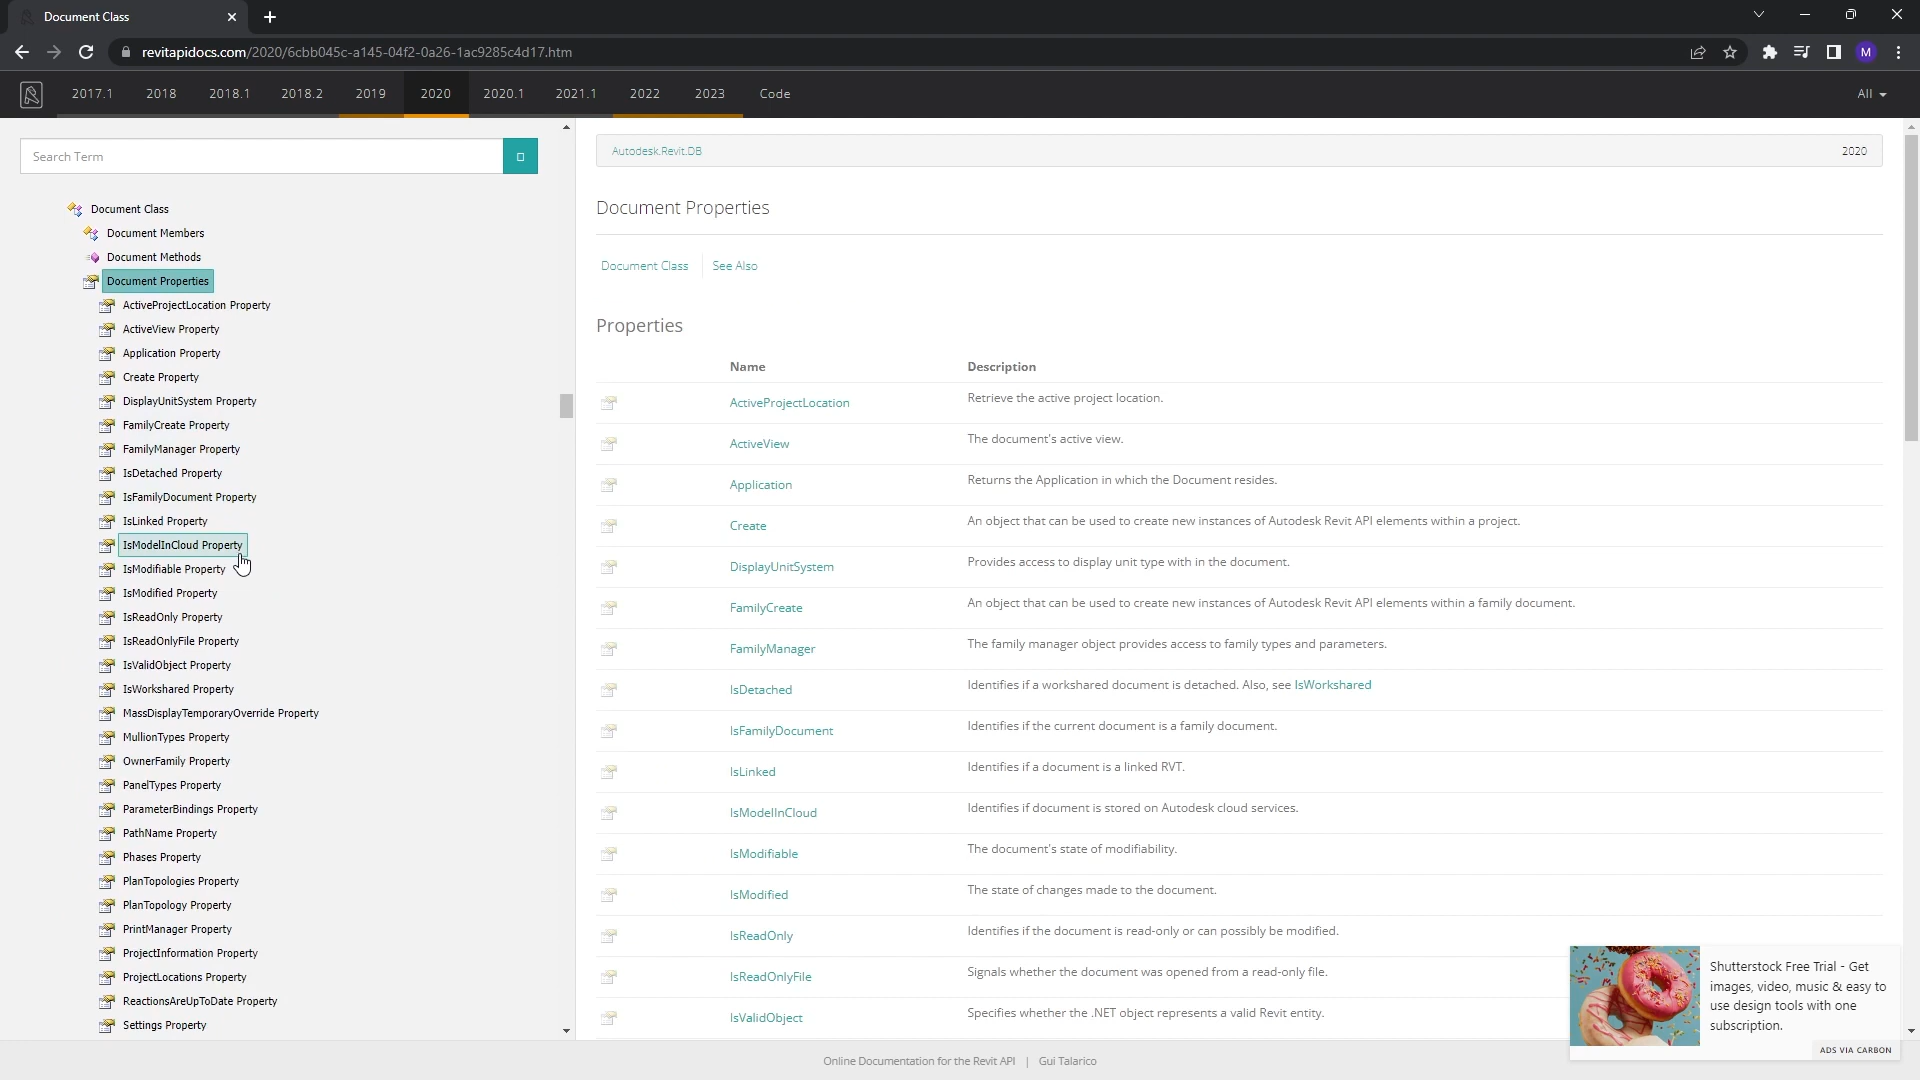 Document Class
revitapidocs.com/2020/6cbb045c-a145-04f2-0a26-1ac9285c4d17.htm
M
2017.1 2018 2018.1 2018.2 2019 2020 2020.1 2021.1 2022 2023 Code All
Search Term
Document Class
Document Members
Document Methods
Document Properties
ActiveProjectLocation Property
ActiveView Property
Application Property
Create Property
DisplayUnitSystem Property
FamilyCreate Property
FamilyManager Property
IsDetached Property
IsFamilyDocument Property
IsLinked Property
IsModelInCloud Property
IsModifiable Property
IsModified Property
IsReadOnly Property
IsReadOnlyFile Property
IsValidObject Property
IsWorkshared Property
MassDisplayTemporaryOverride Property
MullionTypes Property
OwnerFamily Property
PanelTypes Property
ParameterBindings Property
PathName Property
Phases Property
PlanTopologies Property
PlanTopology Property
PrintManager Property
ProjectInformation Property
ProjectLocations Property
ReactionsAreUpToDate Property
Settings Property
Autodesk.Revit.DB 2020
Document Properties
Document Class See Also
Properties
Name Description
ActiveProjectLocation Retrieve the active project location.
ActiveView The document's active view.
Application Returns the Application in which the Document resides.
Create An object that can be used to create new instances of Autodesk Revit API elements within a project.
DisplayUnitSystem Provides access to display unit type with in the document.
FamilyCreate An object that can be used to create new instances of Autodesk Revit API elements within a family document.
FamilyManager The family manager object provides access to family types and parameters.
IsDetached Identifies if a workshared document is detached. Also, see IsWorkshared
IsFamilyDocument Identifies if the current document is a family document.
IsLinked Identifies if a document is a linked RVT.
IsModelInCloud Identifies if document is stored on Autodesk cloud services.
IsModifiable The document's state of modifiability.
IsModified The state of changes made to the document.
IsReadOnly Identifies if the document is read-only or can possibly be modified.
IsReadOnlyFile Signals whether the document was opened from a read-only file.
IsValidObject Specifies whether the .NET object represents a valid Revit entity.
Shutterstock Free Trial - Get
images, video, music & easy to
use design tools with one
subscription.
ADS VIA CARBON
Online Documentation for the Revit API | Gui Talarico